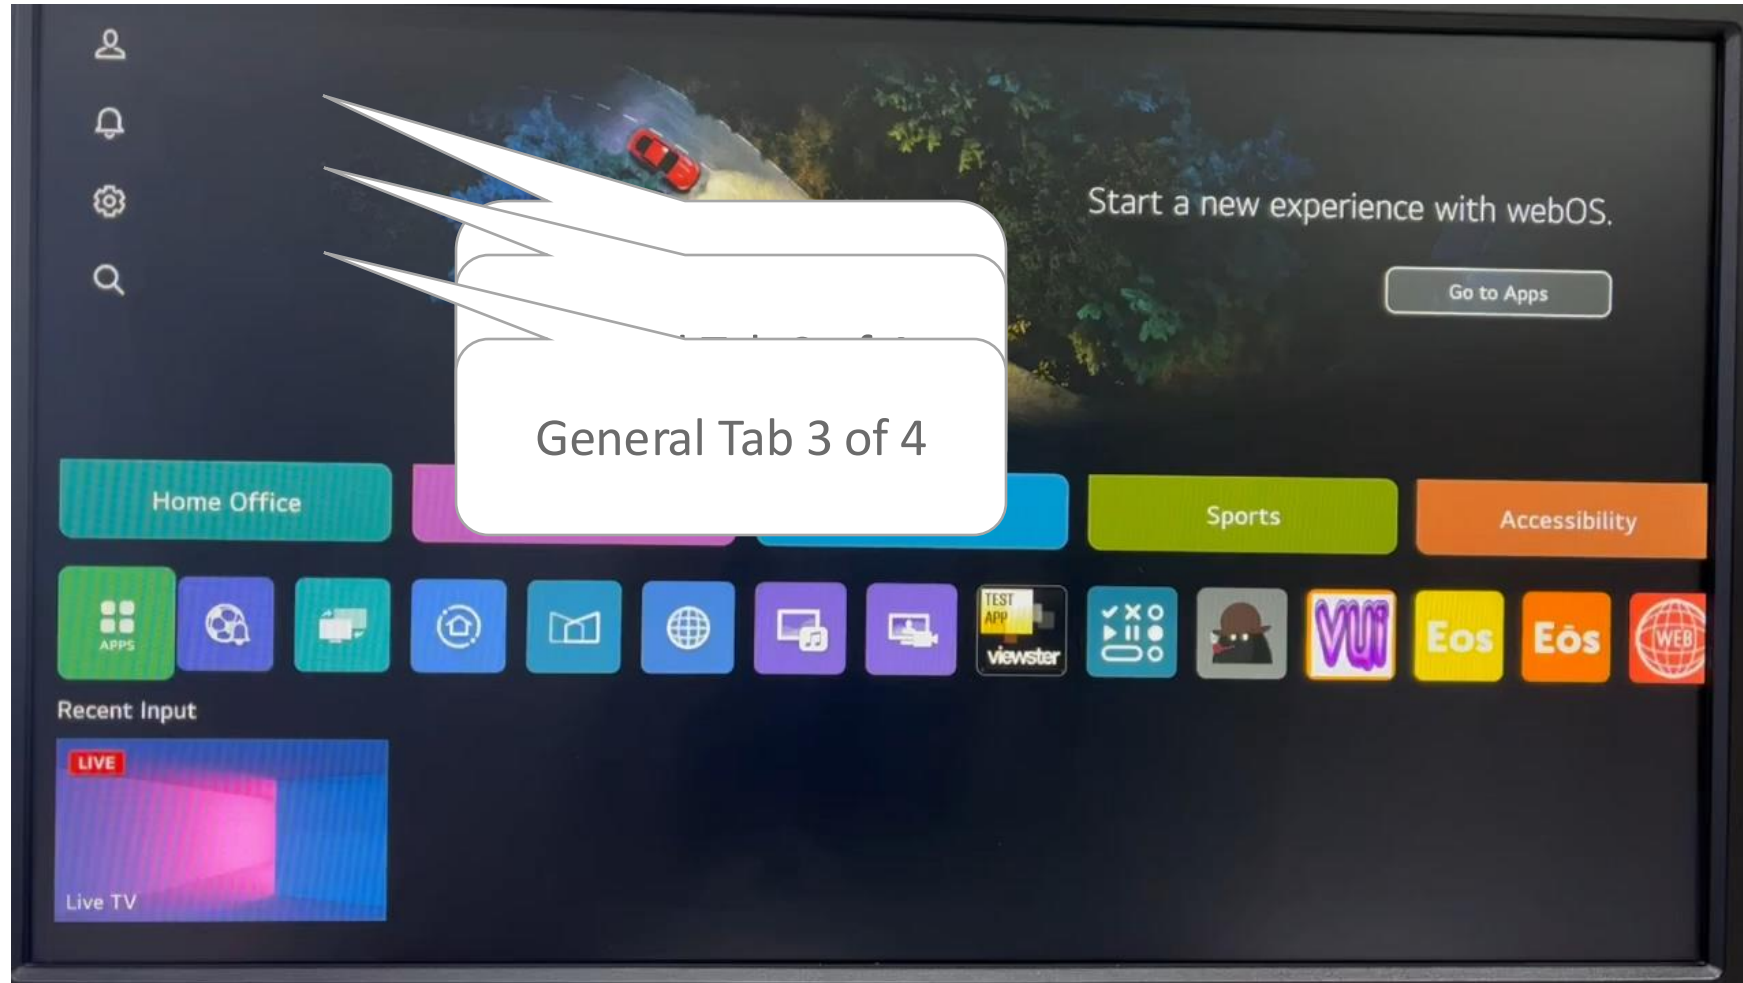 Start a new experience with webOS.
Go to Apps
General Tab 3 of 4
Home Office
Sports
Accessibility
APPS
TEST
APP
viewster
VUi
Eos
Eōs
WEB
Recent Input
LIVE
Live TV